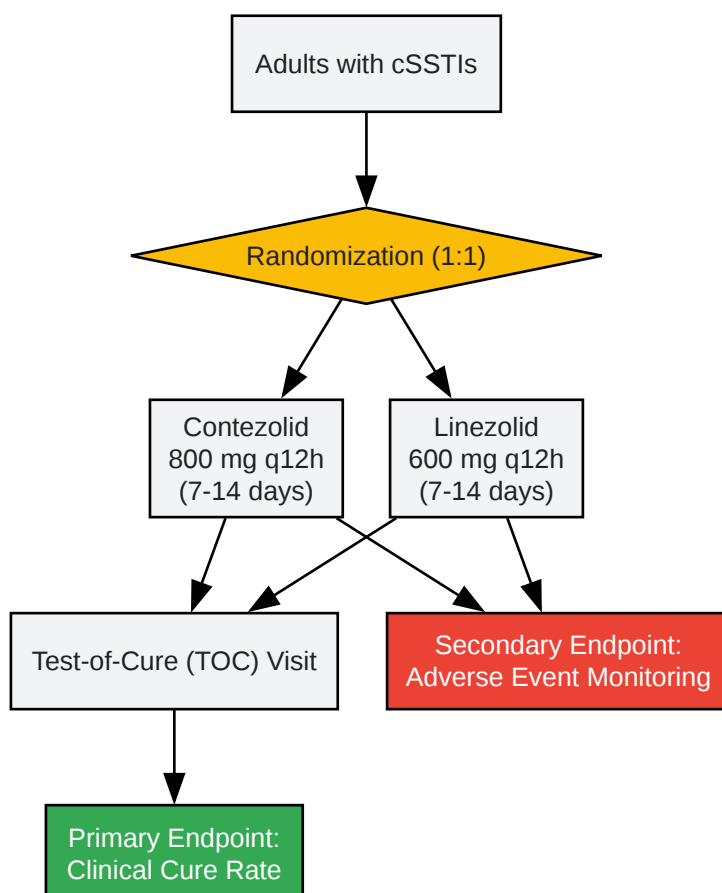 Adults with cSSTIs
Randomization (1:1)
Contezolid
800 mg q12h
(7-14 days)
Linezolid
600 mg q12h
(7-14 days)
Test-of-Cure (TOC) Visit
Secondary Endpoint:
Adverse Event Monitoring
Primary Endpoint:
Clinical Cure Rate